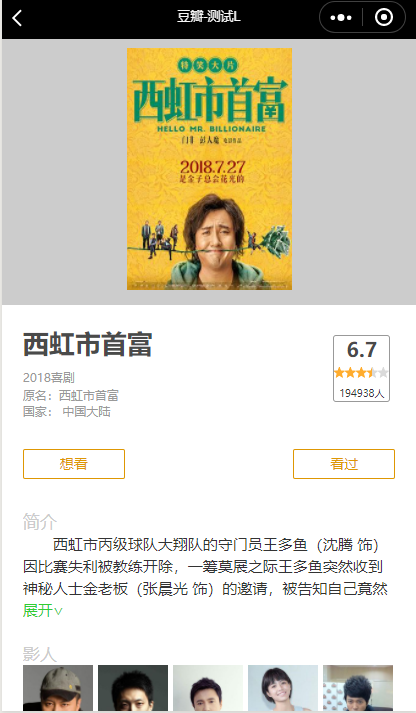 豆瓣-测试L
特笑大片
西虹市首富
HELLO MR. BILLIONAIRE
2018.7.27
是金子总会花光的
西虹市首富
6.7
2018喜剧
原名：西虹市首富
194938人
国家： 中国大陆
想看
看过
简介
西虹市丙级球队大翔队的守门员王多鱼（沈腾 饰）
因比赛失利被教练开除，一筹莫展之际王多鱼突然收到
神秘人士金老板（张晨光 饰）的邀请，被告知自己竟然
展开∨
影人